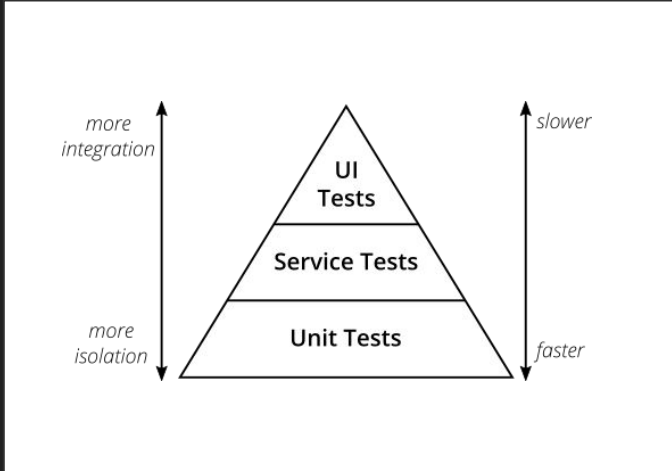 more
integration
slower
UI
Tests
Service Tests
Unit Tests
more
isolation
faster